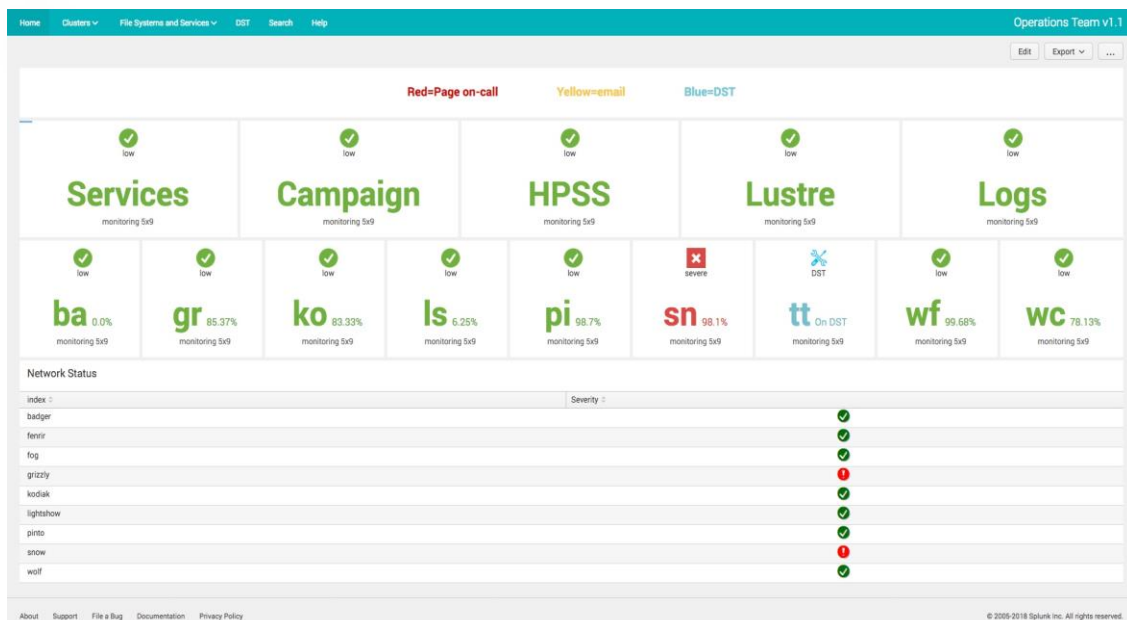 Home Clusters File Systems and Services DST Search Help Operations Team v1.1
Edit Export ...
Red=Page on-call Yellow=email Blue=DST
low low low low low
Services Campaign HPSS Lustre Logs
monitoring 5x9 monitoring 5x9 monitoring 5x9 monitoring 5x9 monitoring 5x9
low low low low low severe DST low low
ba 0.0% gr 85.37% ko 83.33% ls 6.25% pi 98.7% sn 98.1% tt On DST wf 99.68% wc 78.13%
monitoring 5x9 monitoring 5x9 monitoring 5x9 monitoring 5x9 monitoring 5x9 monitoring 5x9 monitoring 5x9 monitoring 5x9 monitoring 5x9
Network Status
index Severity
badger
fenrir
fog
grizzly
kodiak
lightshow
pinto
snow
wolf
About Support File a Bug Documentation Privacy Policy © 2005-2018 Splunk Inc. All rights reserved.